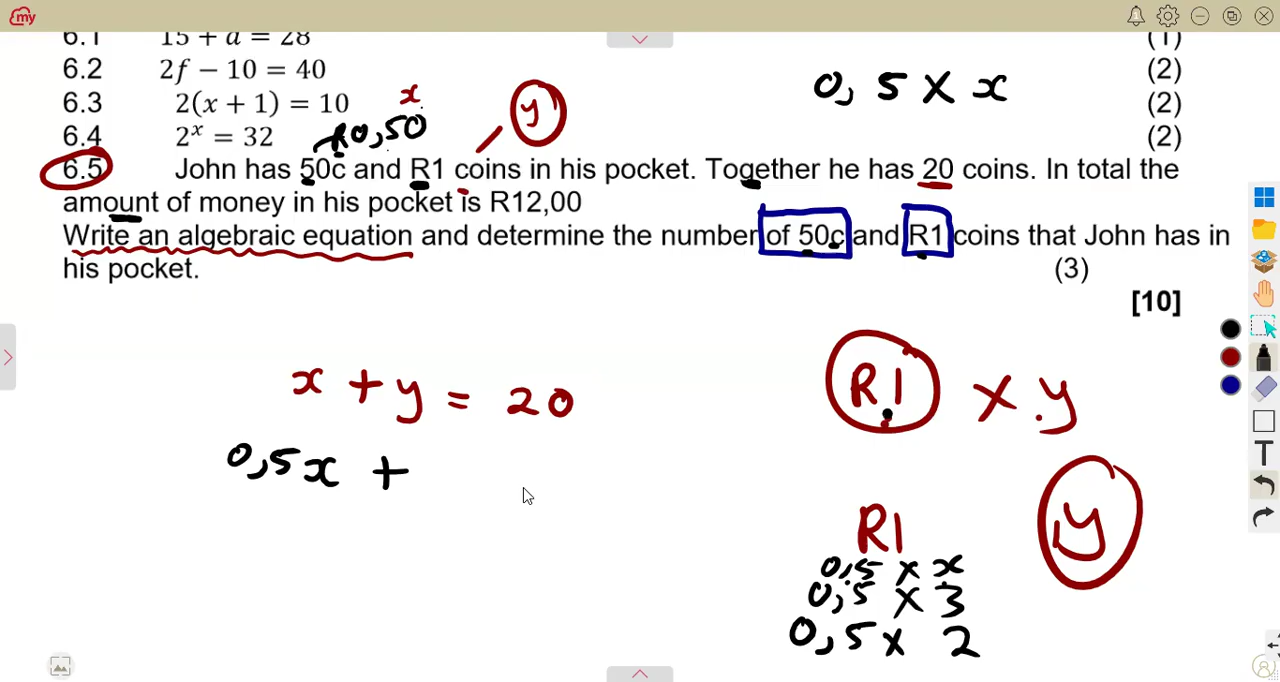 my
6.1 15 + a = 28 (1)
6.2 2f − 10 = 40 (2)
6.3 2(x + 1) = 10 (2)
6.4 2^x = 32 (2)
x
y
0,50
0,5 X x
6.5 John has 50c and R1 coins in his pocket. Together he has 20 coins. In total the
amount of money in his pocket is R12,00
Write an algebraic equation and determine the number of 50c and R1 coins that John has in
his pocket. (3)
[10]
x + y = 20
R1 X y
0,5x +
y
R1
0,5 X x
0,5 X 3
0,5 X 2
T